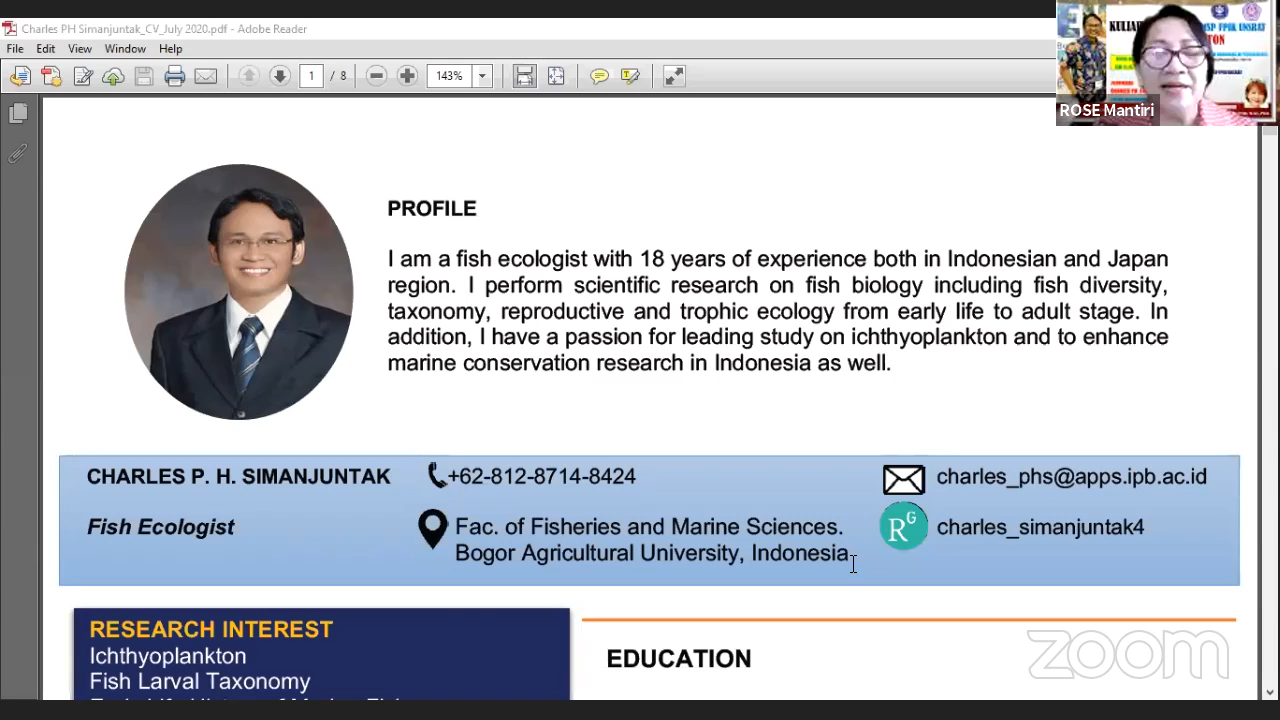 Charles PH Simanjuntak_CV_July 2020.pdf - Adobe Reader
File Edit View Window Help
1 / 8 143%
KULIAH
MSP FPIK UNSRAT
ROSE Mantiri
PROFILE
I am a fish ecologist with 18 years of experience both in Indonesian and Japan
region. I perform scientific research on fish biology including fish diversity,
taxonomy, reproductive and trophic ecology from early life to adult stage. In
addition, I have a passion for leading study on ichthyoplankton and to enhance
marine conservation research in Indonesia as well.
CHARLES P. H. SIMANJUNTAK +62-812-8714-8424 charles_phs@apps.ipb.ac.id
Fish Ecologist Fac. of Fisheries and Marine Sciences. RG charles_simanjuntak4
Bogor Agricultural University, Indonesia
RESEARCH INTEREST
Ichthyoplankton
Fish Larval Taxonomy
EDUCATION
zoom